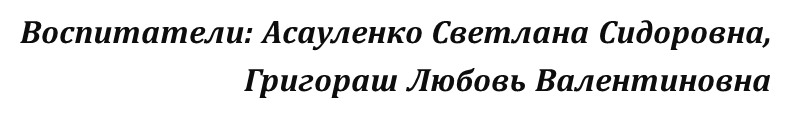 Воспитатели: Асауленко Светлана Сидоровна,
Григораш Любовь Валентиновна